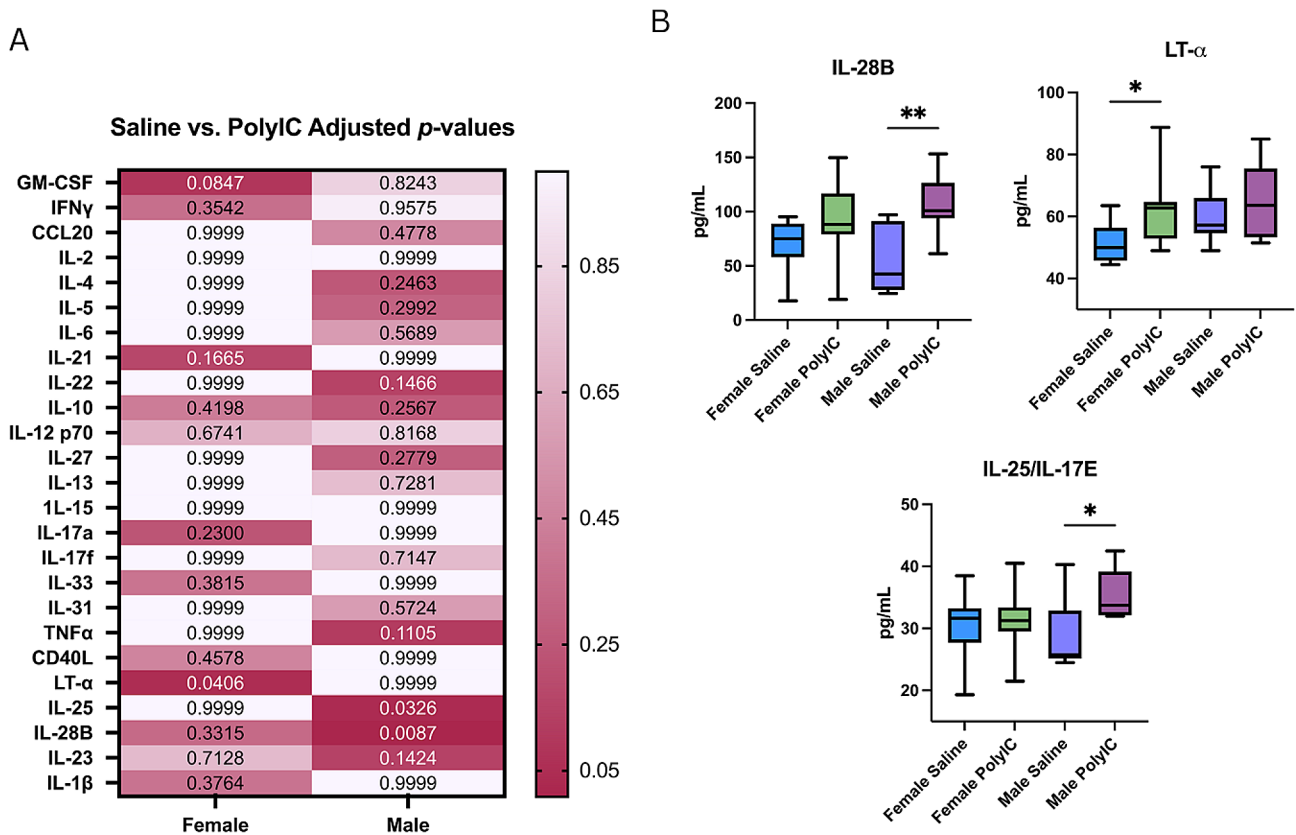 A
Saline vs. PolyIC Adjusted p-values
GM-CSF 0.0847 0.8243
IFNγ 0.3542 0.9575
CCL20 0.9999 0.4778
IL-2 0.9999 0.9999
IL-4 0.9999 0.2463
IL-5 0.9999 0.2992
IL-6 0.9999 0.5689
IL-21 0.1665 0.9999
IL-22 0.9999 0.1466
IL-10 0.4198 0.2567
IL-12 p70 0.6741 0.8168
IL-27 0.9999 0.2779
IL-13 0.9999 0.7281
1L-15 0.9999 0.9999
IL-17a 0.2300 0.9999
IL-17f 0.9999 0.7147
IL-33 0.3815 0.9999
IL-31 0.9999 0.5724
TNFα 0.9999 0.1105
CD40L 0.4578 0.9999
LT-α 0.0406 0.9999
IL-25 0.9999 0.0326
IL-28B 0.3315 0.0087
IL-23 0.7128 0.1424
IL-1β 0.3764 0.9999
Female Male
0.85
0.65
0.45
0.25
0.05
B
IL-28B
pg/mL
200
150
100
50
0
**
Female Saline
Female PolyIC
Male Saline
Male PolyIC
LT-α
pg/mL
100
80
60
40
*
Female Saline
Female PolyIC
Male Saline
Male PolyIC
IL-25/IL-17E
pg/mL
50
40
30
20
*
Female Saline
Female PolyIC
Male Saline
Male PolyIC